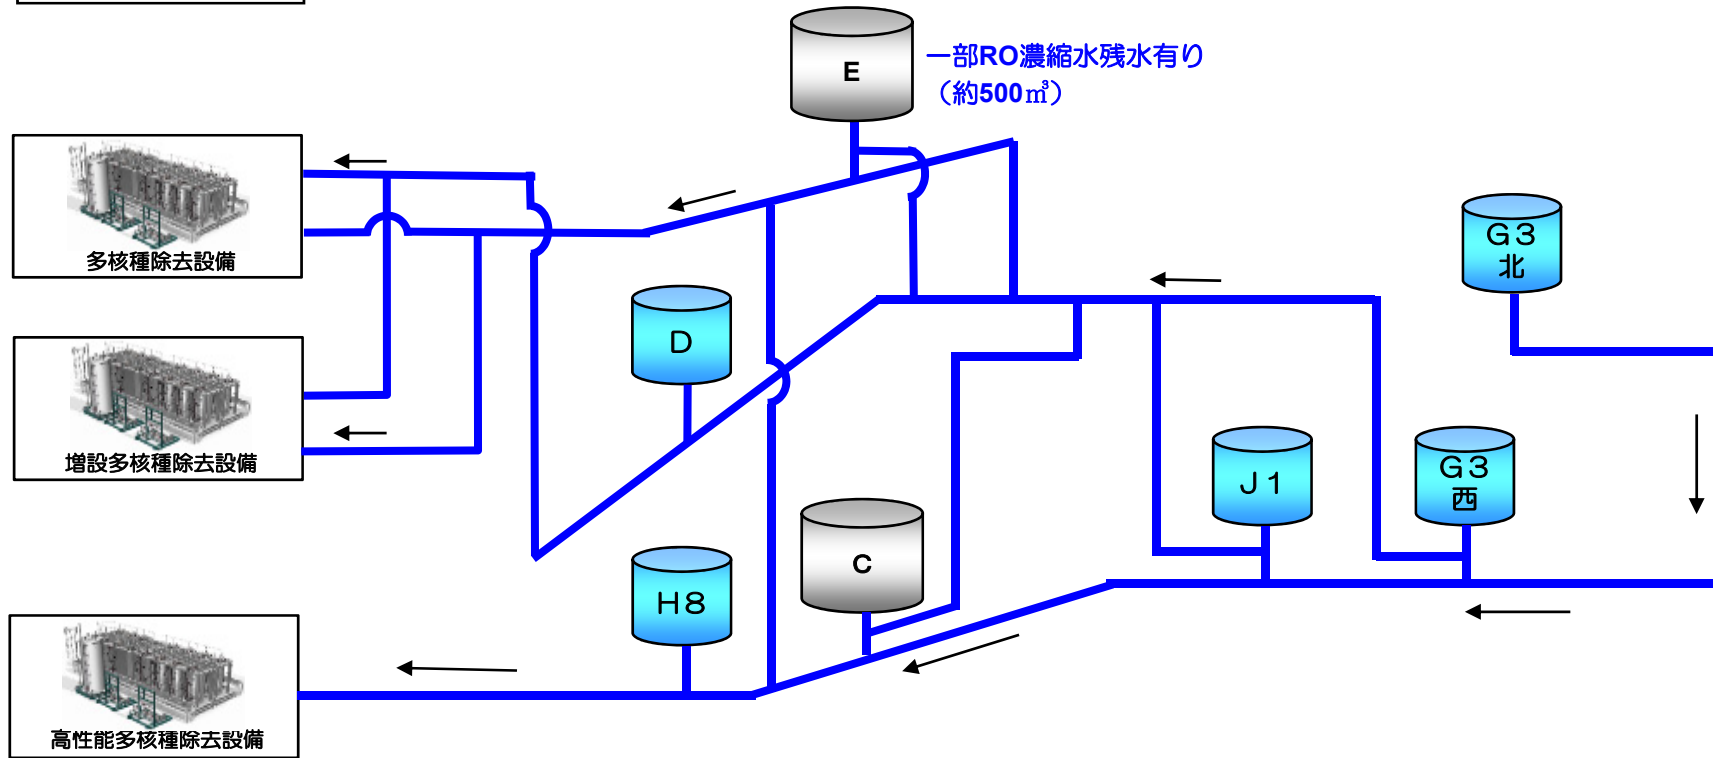 E
一部RO濃縮水残水有り
（約500㎥）
G3
北
多核種除去設備
D
増設多核種除去設備
J1
G3
西
C
H8
高性能多核種除去設備